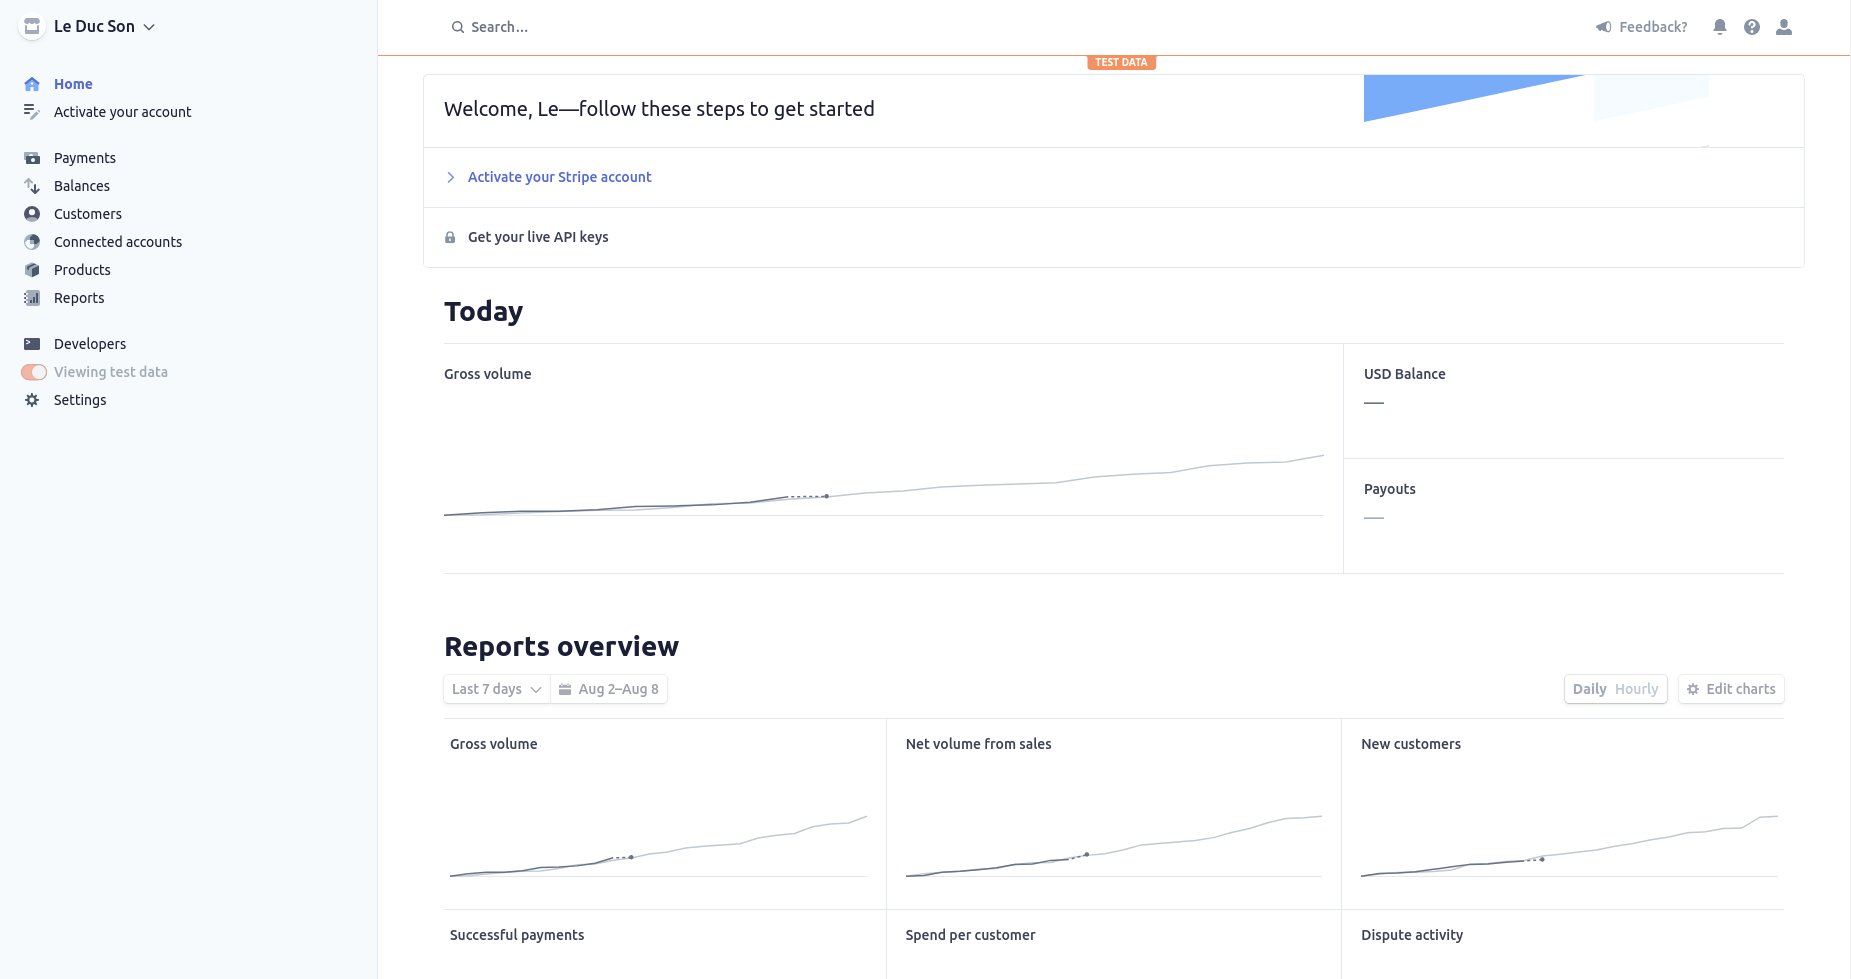 Le Duc Son
Search...
Feedback?
TEST DATA
Home
Activate your account
Payments
Balances
Customers
Connected accounts
Products
Reports
Developers
Viewing test data
Settings
Welcome, Le—follow these steps to get started
Activate your Stripe account
Get your live API keys
Today
Gross volume
USD Balance
—
Payouts
—
Reports overview
Last 7 days
Aug 2–Aug 8
Daily Hourly
Edit charts
Gross volume
Net volume from sales
New customers
Successful payments
Spend per customer
Dispute activity